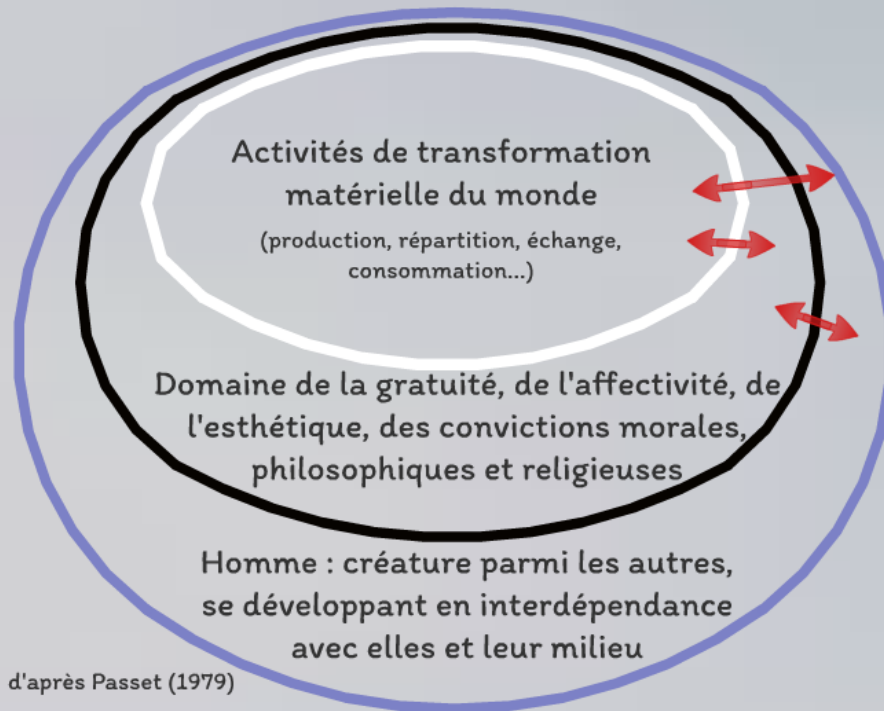 Activités de transformation
matérielle du monde
(production, répartition, échange,
consommation...)
Domaine de la gratuité, de l'affectivité, de
l'esthétique, des convictions morales,
philosophiques et religieuses
Homme : créature parmi les autres,
se développant en interdépendance
avec elles et leur milieu
d'après Passet (1979)